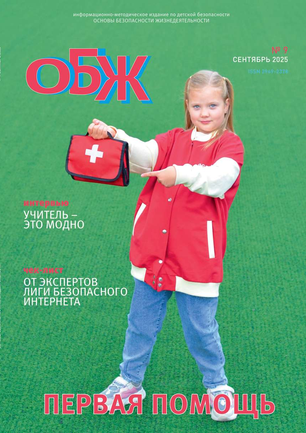 информационно-методическое издание по детской безопасности
ОСНОВЫ БЕЗОПАСНОСТИ ЖИЗНЕДЕЯТЕЛЬНОСТИ
ОБЖ
№ 9
СЕНТЯБРЬ 2025
интервью
УЧИТЕЛЬ –
ЭТО МОДНО
чек-лист
ОТ ЭКСПЕРТОВ
ЛИГИ БЕЗОПАСНОГО
ИНТЕРНЕТА
ПЕРВАЯ ПОМОЩЬ